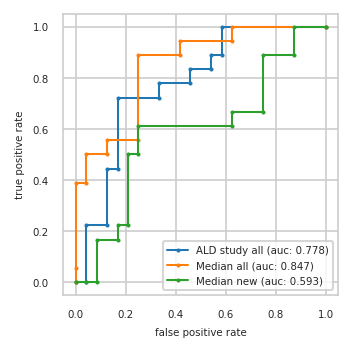 1.0
0.8
0.6
0.4
0.2
0.0
true positive rate
ALD study all (auc: 0.778)
Median all (auc: 0.847)
Median new (auc: 0.593)
0.0 0.2 0.4 0.6 0.8 1.0
false positive rate